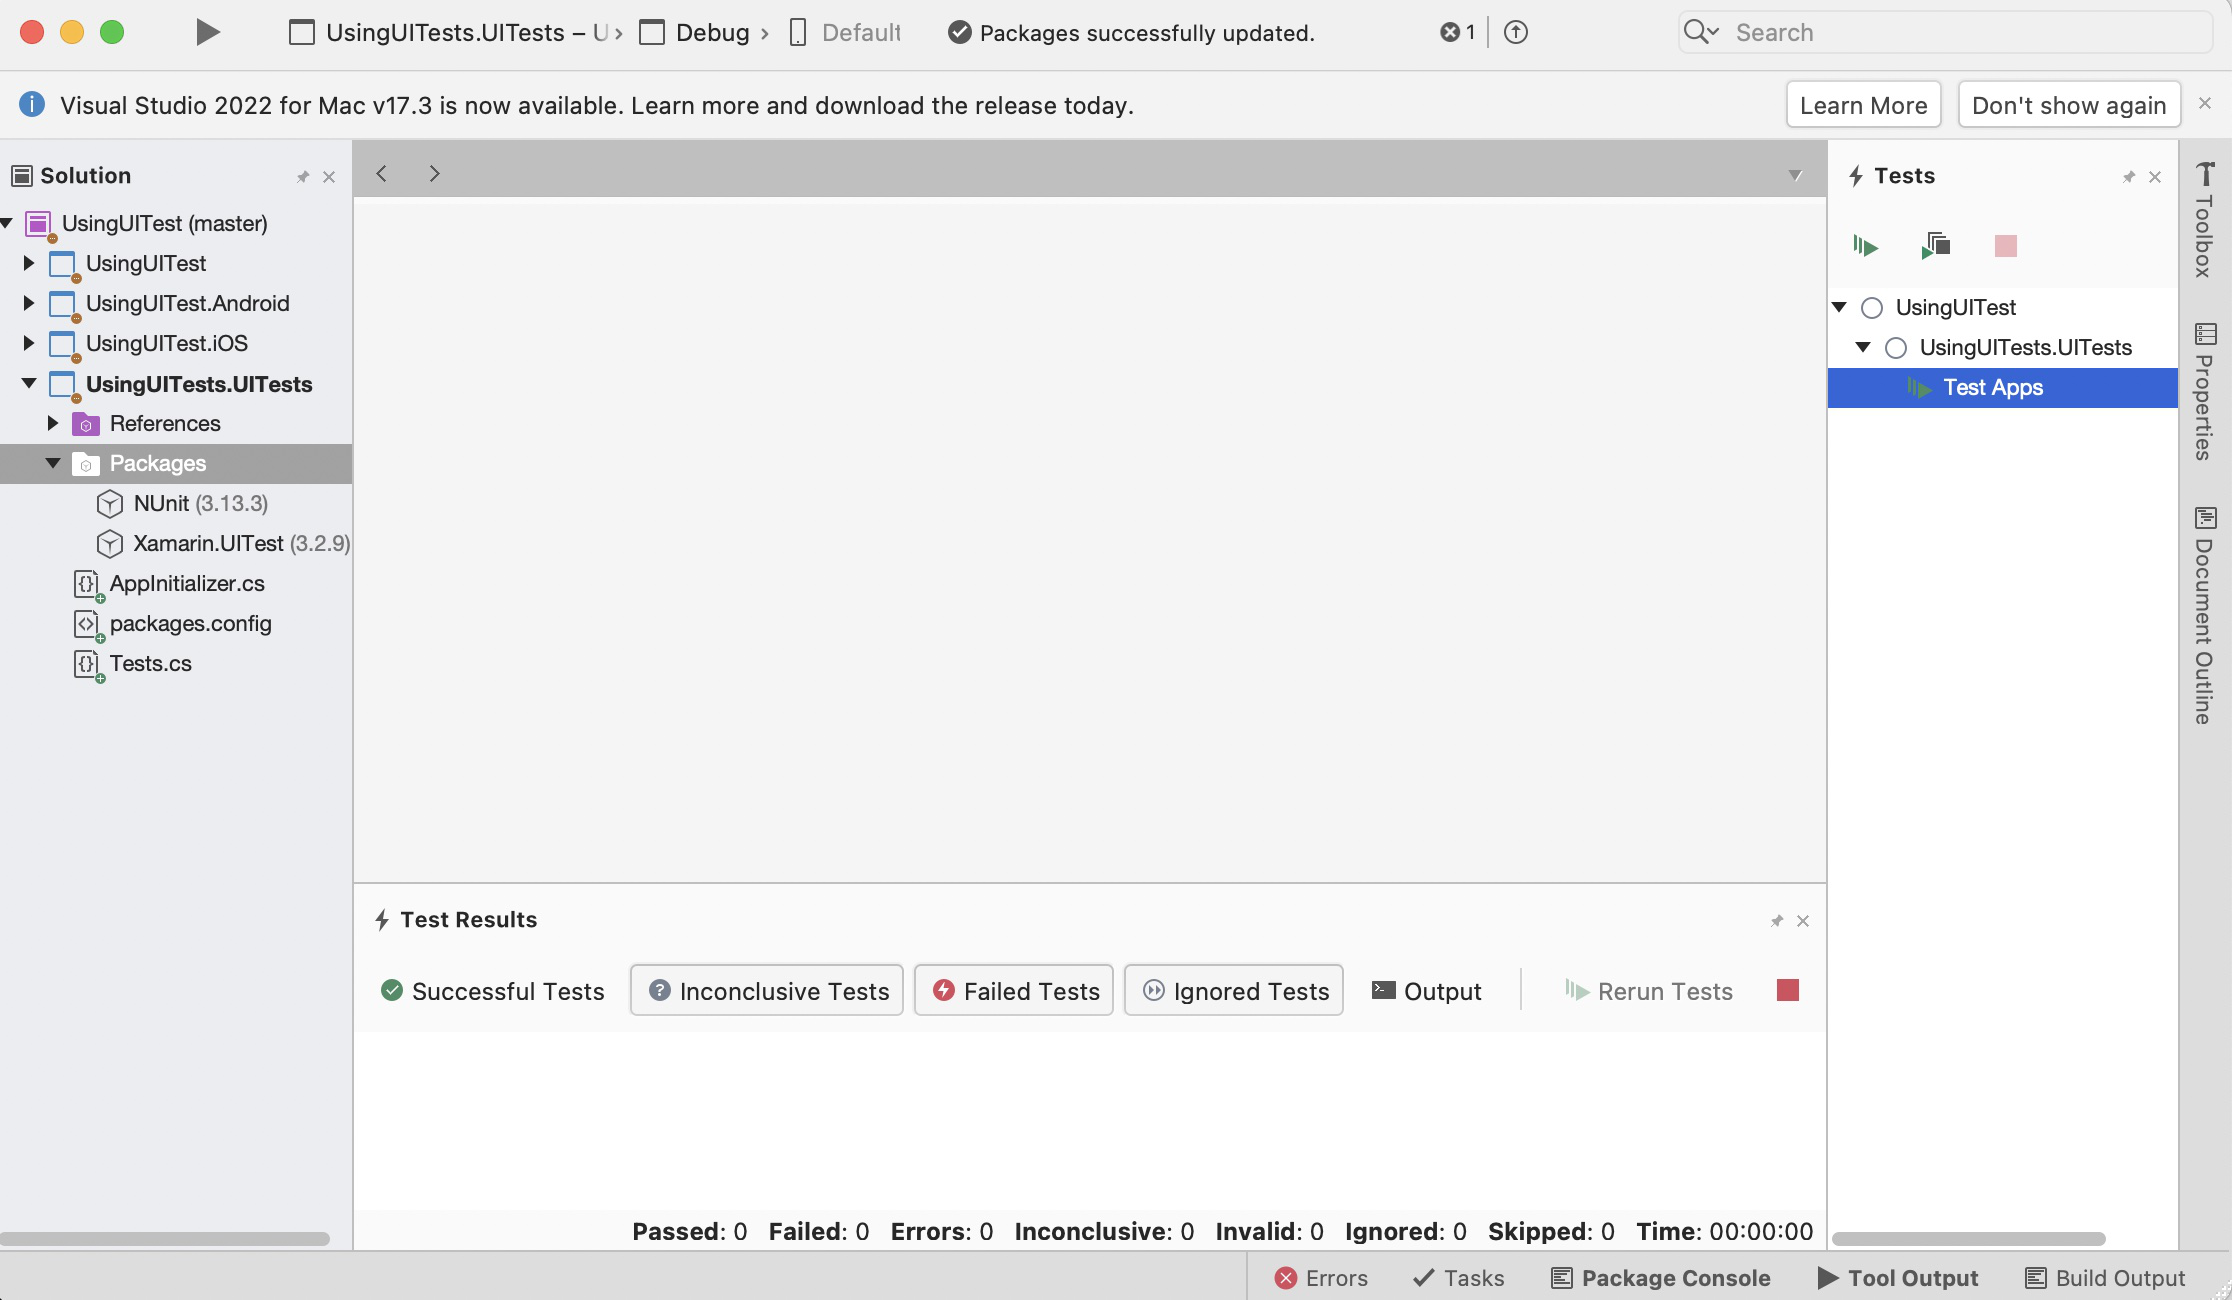 UsingUITests.UITests – U › Debug › Default
Packages successfully updated.
1
Search
Visual Studio 2022 for Mac v17.3 is now available. Learn more and download the release today.
Learn More
Don't show again
Solution
UsingUITest (master)
UsingUITest
UsingUITest.Android
UsingUITest.iOS
UsingUITests.UITests
References
Packages
NUnit (3.13.3)
Xamarin.UITest (3.2.9)
AppInitializer.cs
packages.config
Tests.cs
Test Results
Successful Tests
Inconclusive Tests
Failed Tests
Ignored Tests
Output
Rerun Tests
Passed: 0 Failed: 0 Errors: 0 Inconclusive: 0 Invalid: 0 Ignored: 0 Skipped: 0 Time: 00:00:00
Tests
UsingUITest
UsingUITests.UITests
Test Apps
Toolbox
Properties
Document Outline
Errors
Tasks
Package Console
Tool Output
Build Output